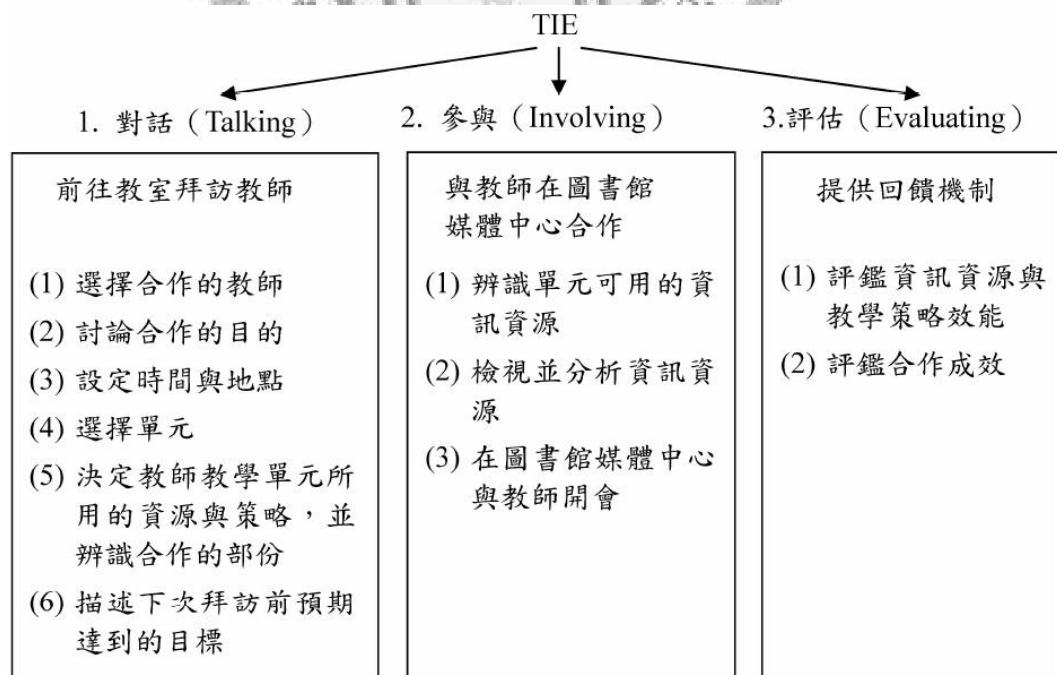 TIE
1. 對話（Talking）
2. 參與（Involving）
3.評估（Evaluating）
前往教室拜訪教師
(1) 選擇合作的教師
(2) 討論合作的目的
(3) 設定時間與地點
(4) 選擇單元
(5) 決定教師教學單元所
用的資源與策略，並
辨識合作的部份
(6) 描述下次拜訪前預期
達到的目標
與教師在圖書館
媒體中心合作
(1) 辨識單元可用的資
訊資源
(2) 檢視並分析資訊資
源
(3) 在圖書館媒體中心
與教師開會
提供回饋機制
(1) 評鑑資訊資源與
教學策略效能
(2) 評鑑合作成效